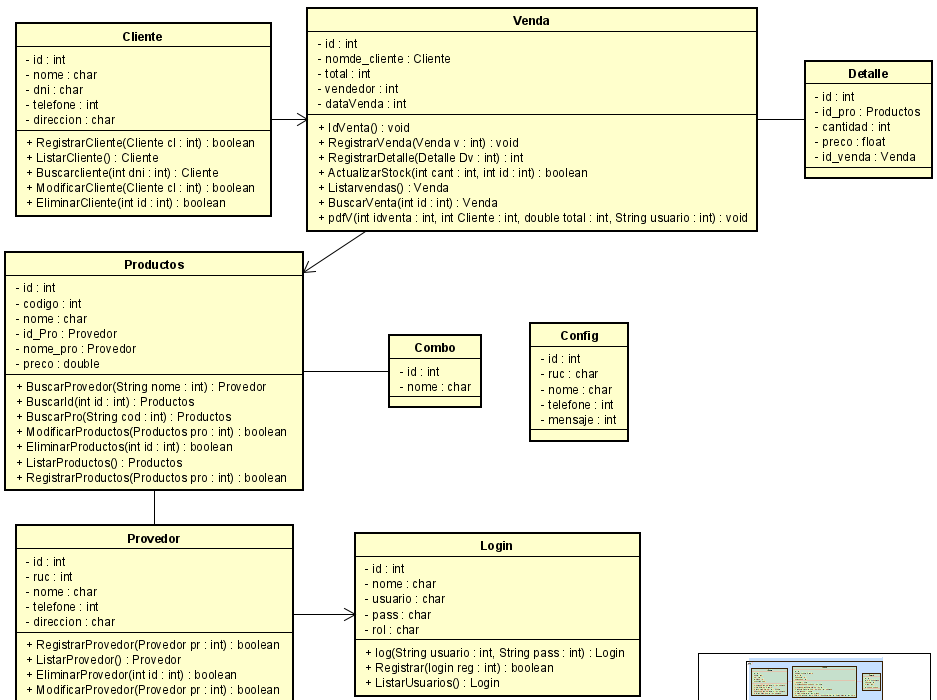 Cliente
- id : int
- nome : char
- dni : char
- telefone : int
- direccion : char
+ RegistrarCliente(Cliente cl : int) : boolean
+ ListarCliente() : Cliente
+ Buscarcliente(int dni : int) : Cliente
+ ModificarCliente(Cliente cl : int) : boolean
+ EliminarCliente(int id : int) : boolean
Venda
- id : int
- nomde_cliente : Cliente
- total : int
- vendedor : int
- dataVenda : int
+ IdVenta() : void
+ RegistrarVenda(Venda v : int) : void
+ RegistrarDetalle(Detalle Dv : int) : int
+ ActualizarStock(int cant : int, int id : int) : boolean
+ Listarvendas() : Venda
+ BuscarVenta(int id : int) : Venda
+ pdfV(int idventa : int, int Cliente : int, double total : int, String usuario : int) : void
Detalle
- id : int
- id_pro : Productos
- cantidad : int
- preco : float
- id_venda : Venda
Productos
- id : int
- codigo : int
- nome : char
- id_Pro : Provedor
- nome_pro : Provedor
- preco : double
+ BuscarProvedor(String nome : int) : Provedor
+ BuscarId(int id : int) : Productos
+ BuscarPro(String cod : int) : Productos
+ ModificarProductos(Productos pro : int) : boolean
+ EliminarProductos(int id : int) : boolean
+ ListarProductos() : Productos
+ RegistrarProductos(Productos pro : int) : boolean
Combo
- id : int
- nome : char
Config
- id : int
- ruc : char
- nome : char
- telefone : int
- mensaje : int
Provedor
- id : int
- ruc : int
- nome : char
- telefone : int
- direccion : char
+ RegistrarProvedor(Provedor pr : int) : boolean
+ ListarProvedor() : Provedor
+ EliminarProvedor(int id : int) : boolean
+ ModificarProvedor(Provedor pr : int) : boolean
Login
- id : int
- nome : char
- usuario : char
- pass : char
- rol : char
+ log(String usuario : int, String pass : int) : Login
+ Registrar(login reg : int) : boolean
+ ListarUsuarios() : Login